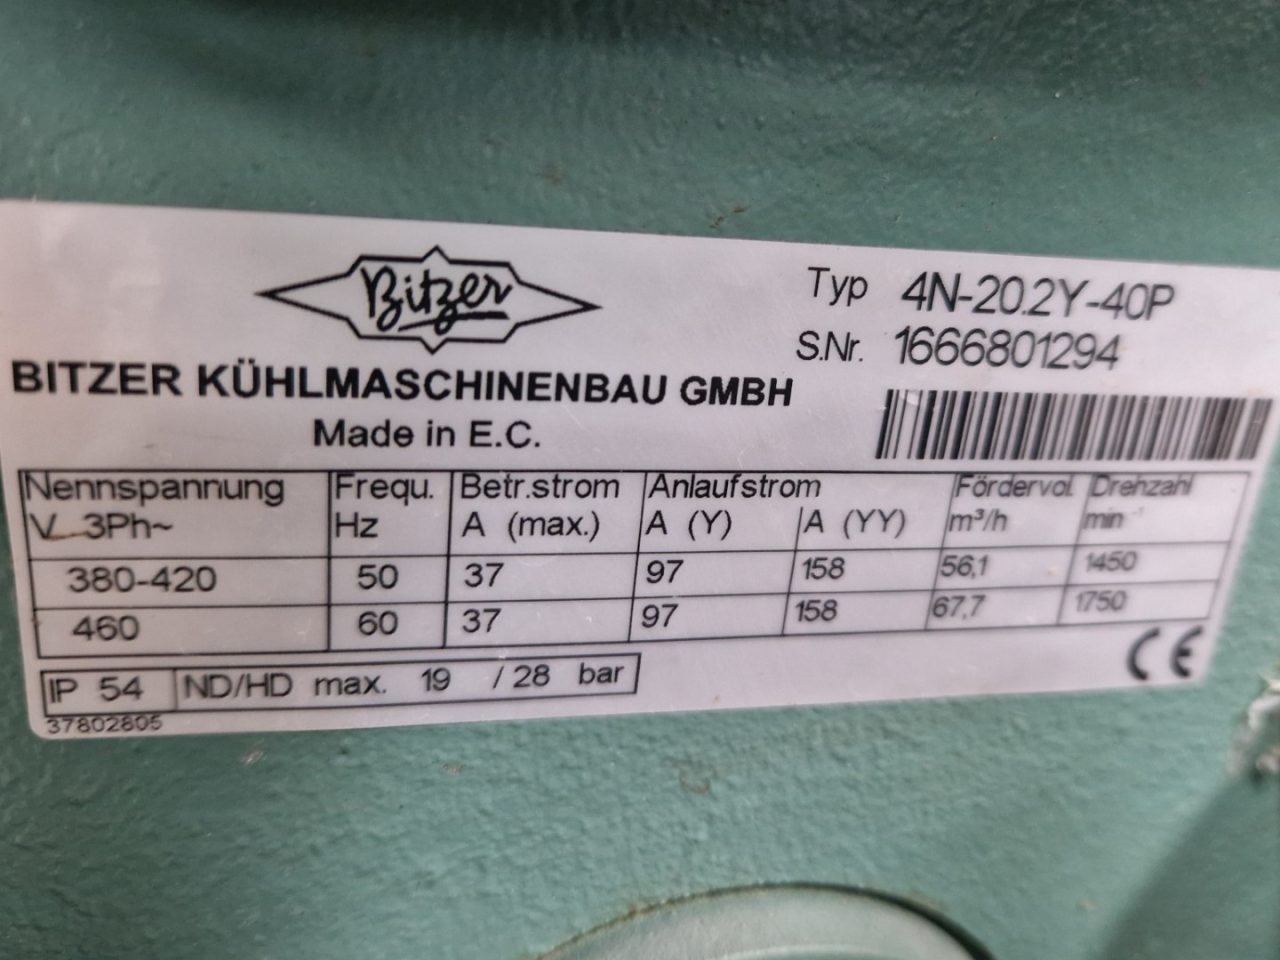 Bitzer
BITZER KÜHLMASCHINENBAU GMBH
Made in E.C.
Typ 4N-20.2Y-40P
S.Nr. 1666801294
Nennspannung Frequ. Betr.strom Anlaufstrom Fördervol. Drehzahl
V 3Ph~ Hz A (max.) A (Y) A (YY) m³/h min⁻¹
380-420 50 37 97 158 56,1 1450
460 60 37 97 158 67,7 1750
IP 54 ND/HD max. 19 / 28 bar
37802805
CE